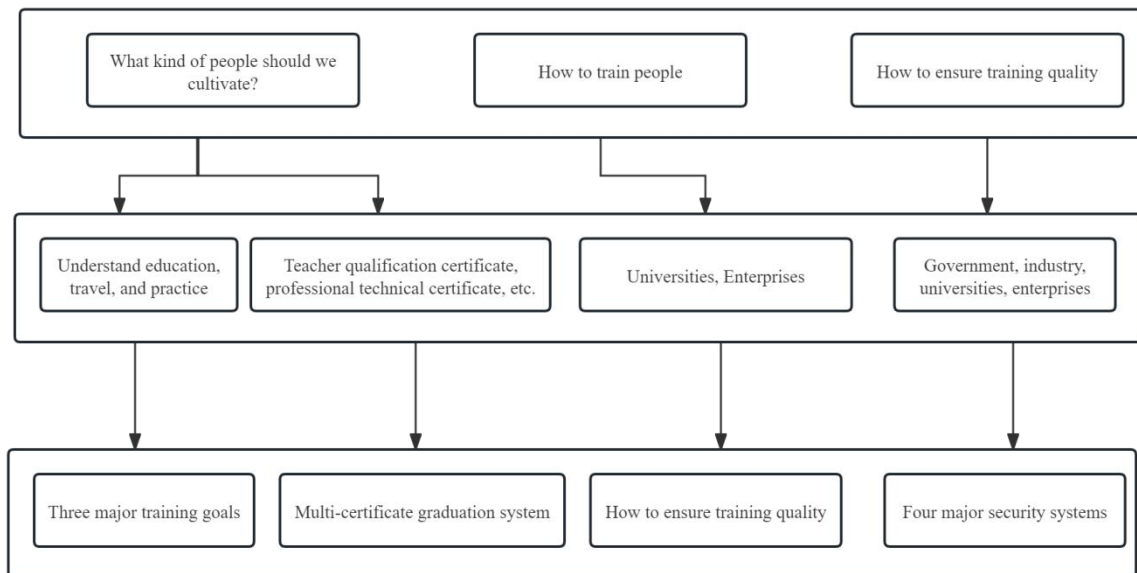 What kind of people should we
cultivate?
How to train people
How to ensure training quality
Understand education,
travel, and practice
Teacher qualification certificate,
professional technical certificate, etc.
Universities, Enterprises
Government, industry,
universities, enterprises
Three major training goals
Multi-certificate graduation system
How to ensure training quality
Four major security systems